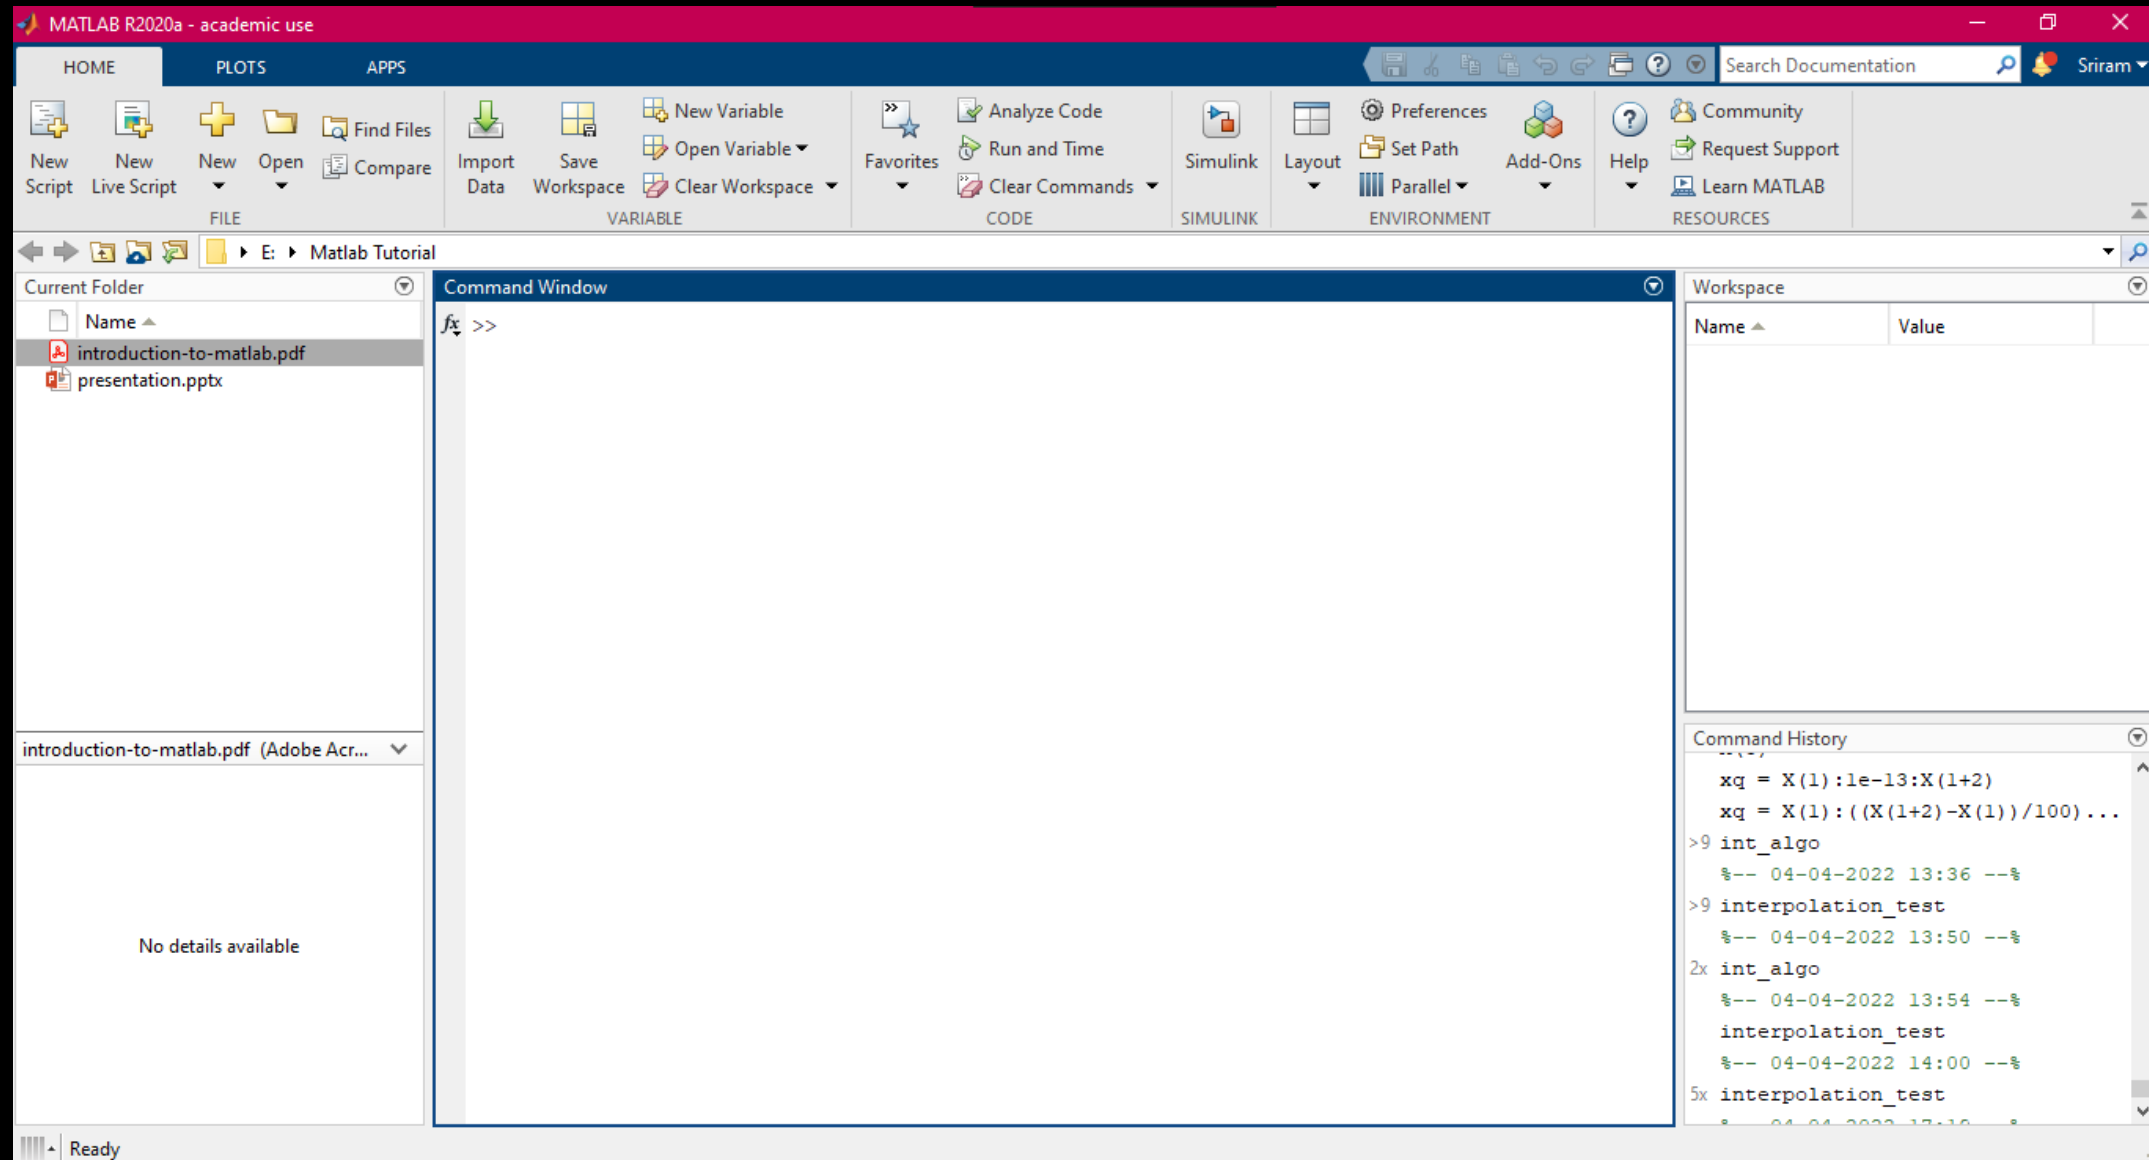 MATLAB R2020a - academic use
HOME PLOTS APPS
Search Documentation
Sriram
New Script
New Live Script
New
Open
Find Files
Compare
FILE
Import Data
Save Workspace
New Variable
Open Variable
Clear Workspace
VARIABLE
Favorites
Analyze Code
Run and Time
Clear Commands
CODE
Simulink
SIMULINK
Layout
Preferences
Set Path
Parallel
Add-Ons
ENVIRONMENT
Help
Community
Request Support
Learn MATLAB
RESOURCES
E: Matlab Tutorial
Current Folder
Name
introduction-to-matlab.pdf
presentation.pptx
introduction-to-matlab.pdf (Adobe Acr...
No details available
Command Window
fx >>
Workspace
Name Value
Command History
xq = X(1):1e-13:X(1+2)
xq = X(1):((X(1+2)-X(1))/100)...
>9 int_algo
%-- 04-04-2022 13:36 --%
>9 interpolation_test
%-- 04-04-2022 13:50 --%
2x int_algo
%-- 04-04-2022 13:54 --%
interpolation_test
%-- 04-04-2022 14:00 --%
5x interpolation_test
Ready